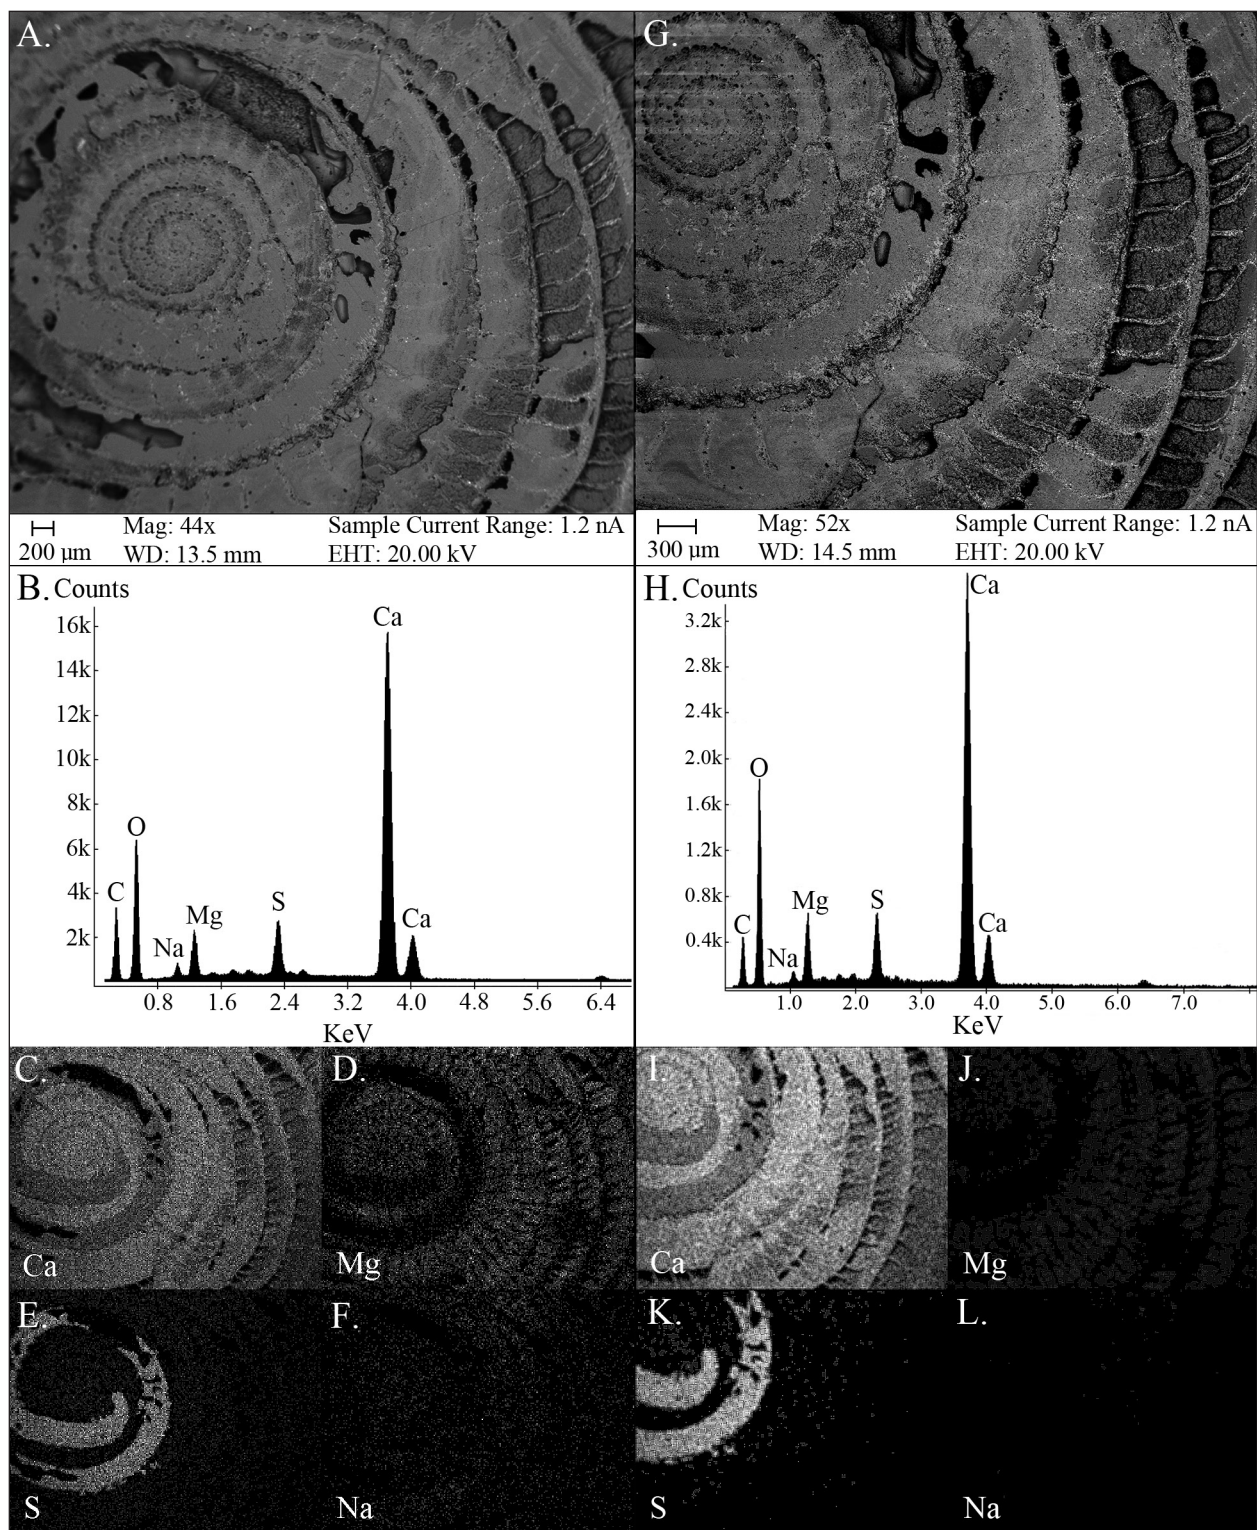 A.
G.
200 µm
Mag: 44x
WD: 13.5 mm
Sample Current Range: 1.2 nA
EHT: 20.00 kV
300 µm
Mag: 52x
WD: 14.5 mm
Sample Current Range: 1.2 nA
EHT: 20.00 kV
B.
Counts
16k
14k
12k
10k
8k
6k
4k
2k
C
O
Na
Mg
S
Ca
Ca
0.8 1.6 2.4 3.2 4.0 4.8 5.6 6.4
KeV
H.
Counts
3.2k
2.8k
2.4k
2.0k
1.6k
1.2k
0.8k
0.4k
C
O
Na
Mg
S
Ca
Ca
1.0 2.0 3.0 4.0 5.0 6.0 7.0
KeV
C.
Ca
D.
Mg
I.
Ca
J.
Mg
E.
S
F.
Na
K.
S
L.
Na